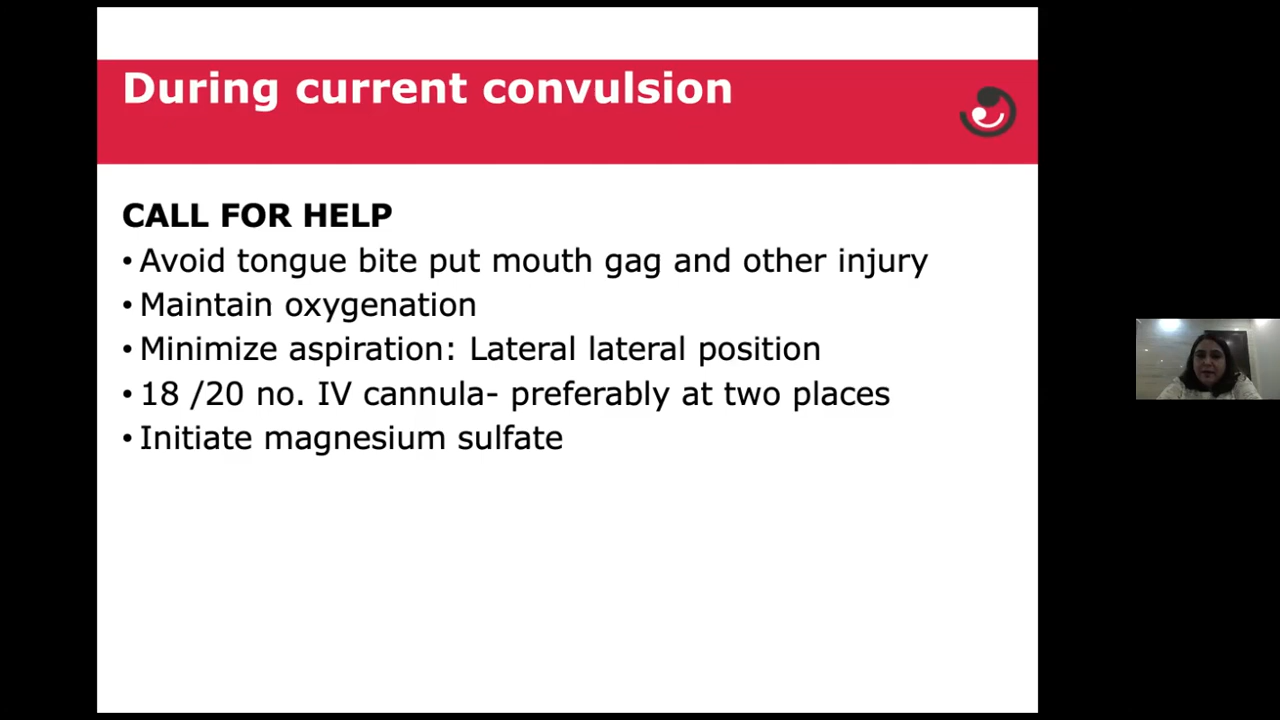 During current convulsion
CALL FOR HELP
• Avoid tongue bite put mouth gag and other injury
• Maintain oxygenation
• Minimize aspiration: Lateral lateral position
• 18 /20 no. IV cannula- preferably at two places
• Initiate magnesium sulfate